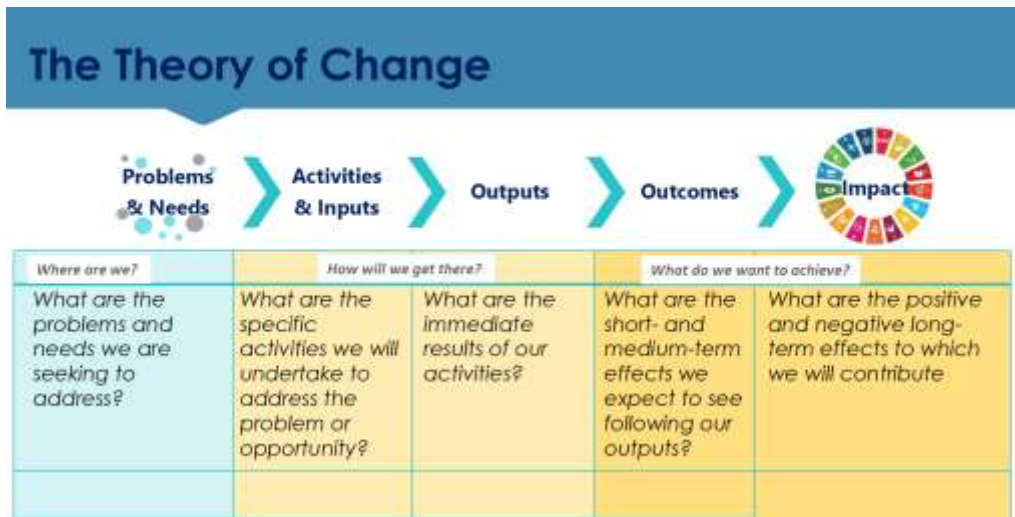 The Theory of Change
Problems
& Needs
Activities
& Inputs
Outputs
Outcomes
Impact
Where are we?
How will we get there?
What do we want to achieve?
What are the
problems and
needs we are
seeking to
address?
What are the
specific
activities we will
undertake to
address the
problem or
opportunity?
What are the
immediate
results of our
activities?
What are the
short- and
medium-term
effects we
expect to see
following our
outputs?
What are the positive
and negative long-
term effects to which
we will contribute